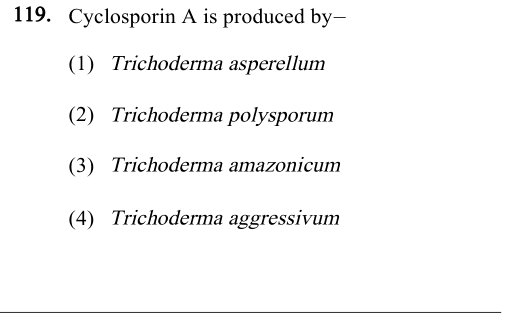 119. Cyclosporin A is produced by–
(1) Trichoderma asperellum
(2) Trichoderma polysporum
(3) Trichoderma amazonicum
(4) Trichoderma aggressivum